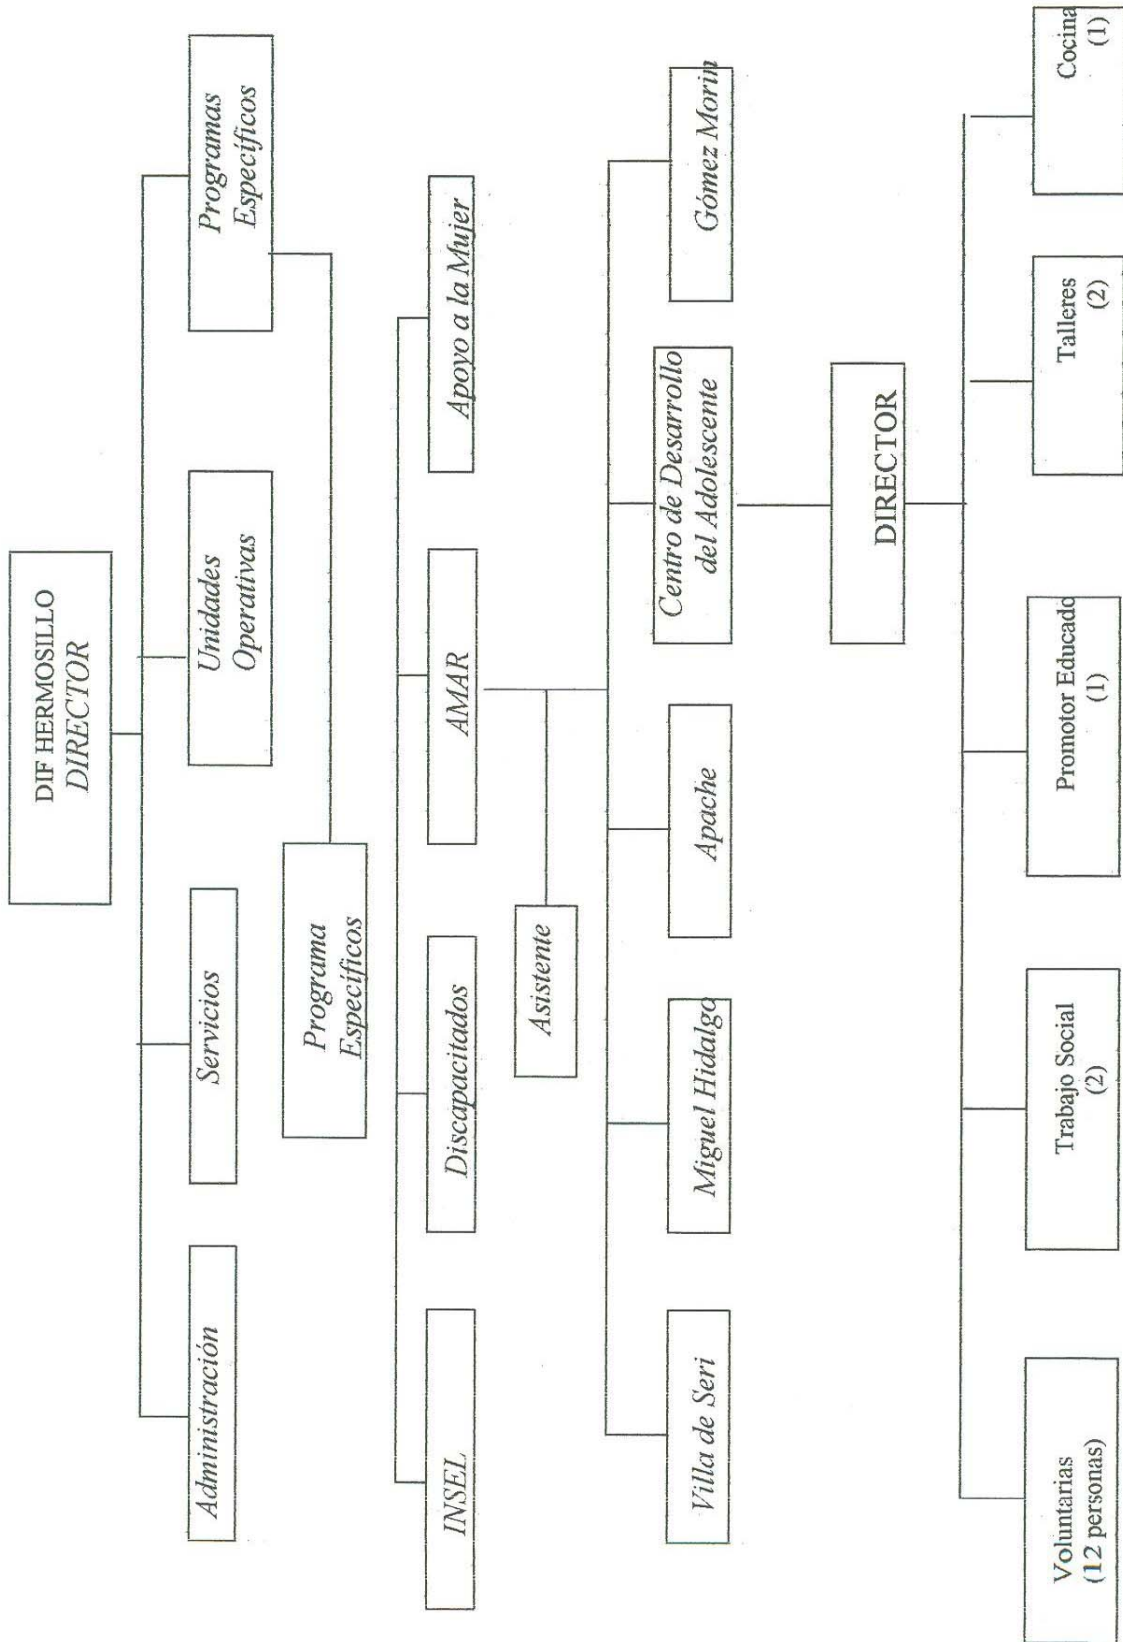 DIF HERMOSILLO
DIRECTOR
Administración
Servicios
Unidades
Operativas
Programas
Específicos
Programa
Específicos
INSEL
Discapacitados
AMAR
Apoyo a la Mujer
Asistente
Villa de Seri
Miguel Hidalgo
Apache
Centro de Desarrollo
del Adolescente
Gómez Morin
DIRECTOR
Voluntarias
(12 personas)
Trabajo Social
(2)
Promotor Educado
(1)
Talleres
(2)
Cocina
(1)